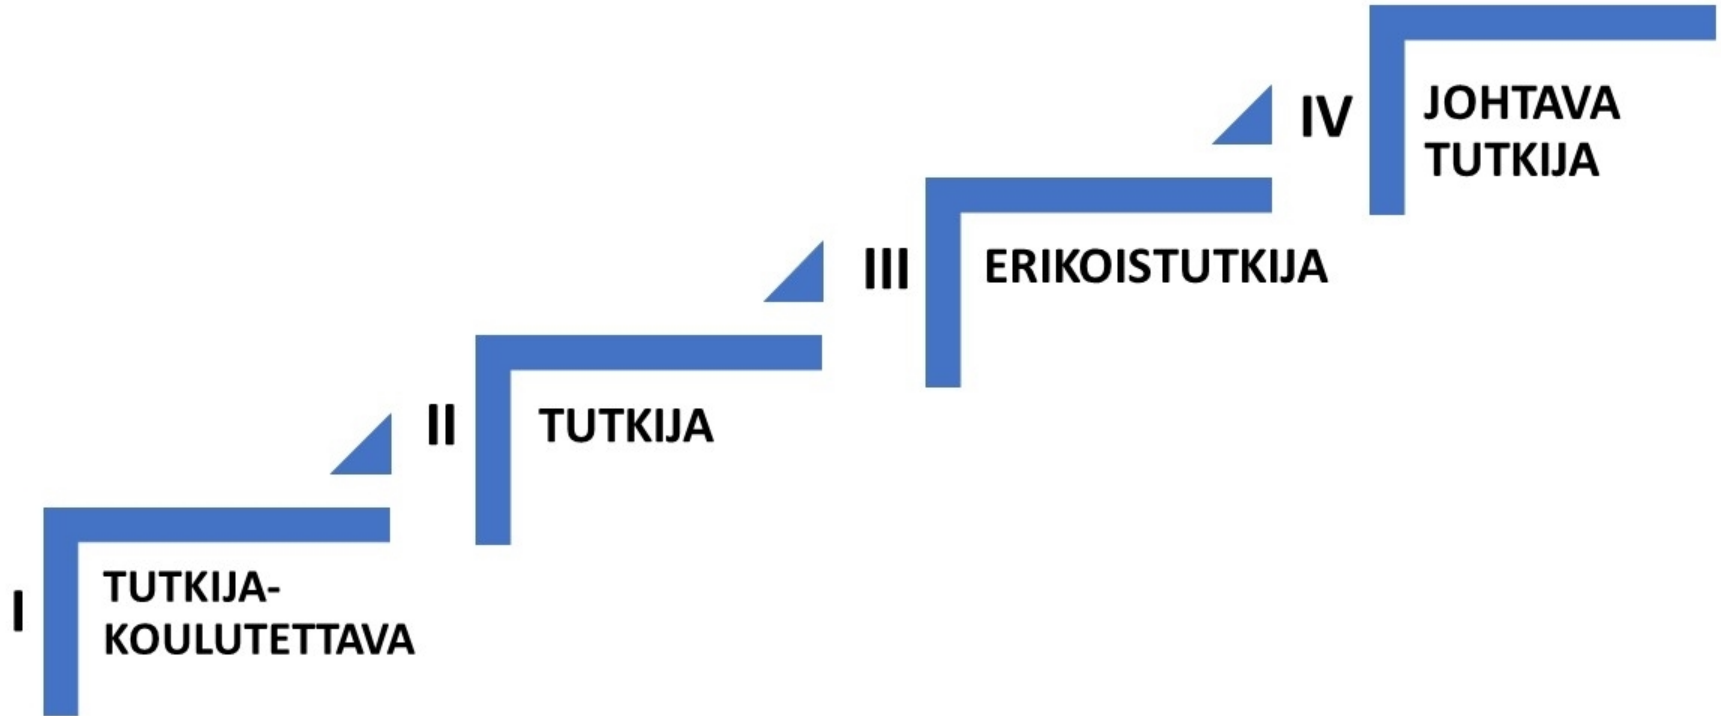 I
TUTKIJA-
KOULUTETTAVA
II
TUTKIJA
III
ERIKOISTUTKIJA
IV
JOHTAVA
TUTKIJA